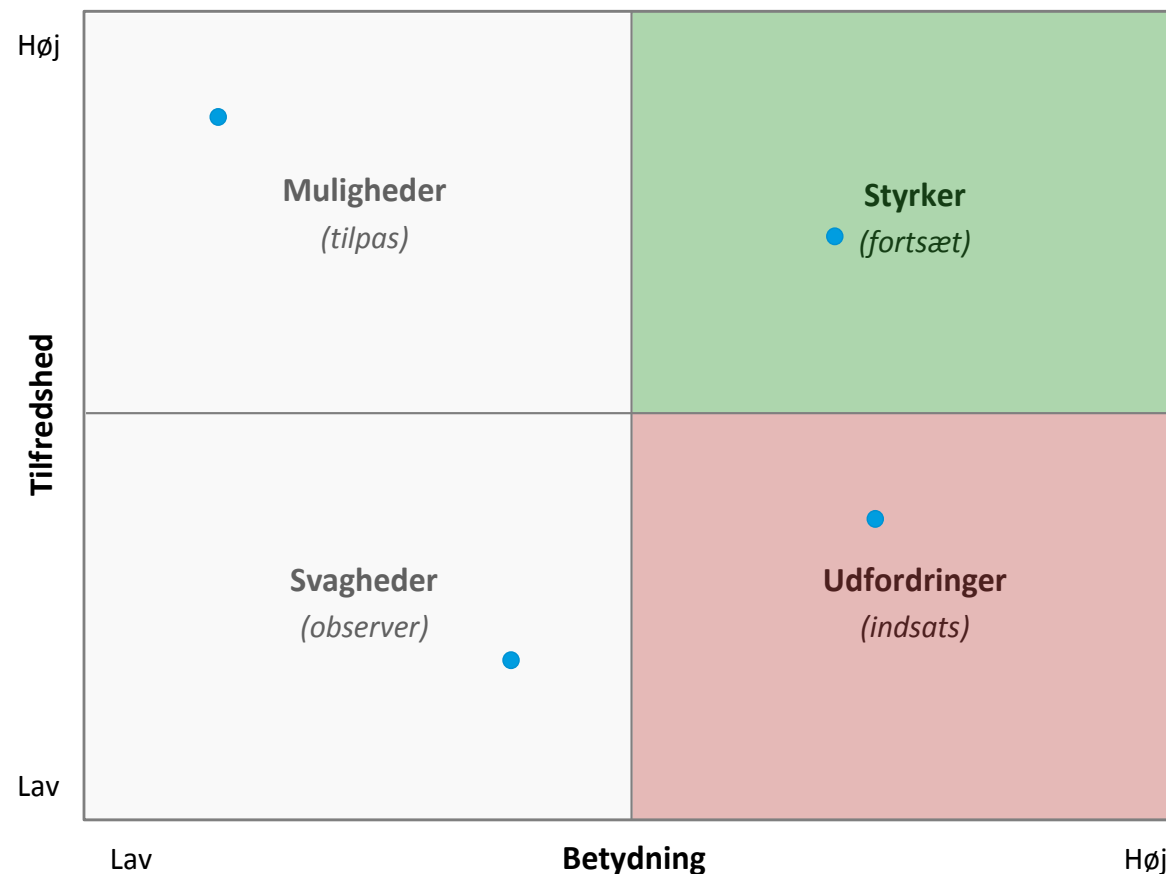 Høj
Muligheder
(tilpas)
Styrker
(fortsæt)
Tilfredshed
Svagheder
(observer)
Udfordringer
(indsats)
Lav
Lav
Betydning
Høj